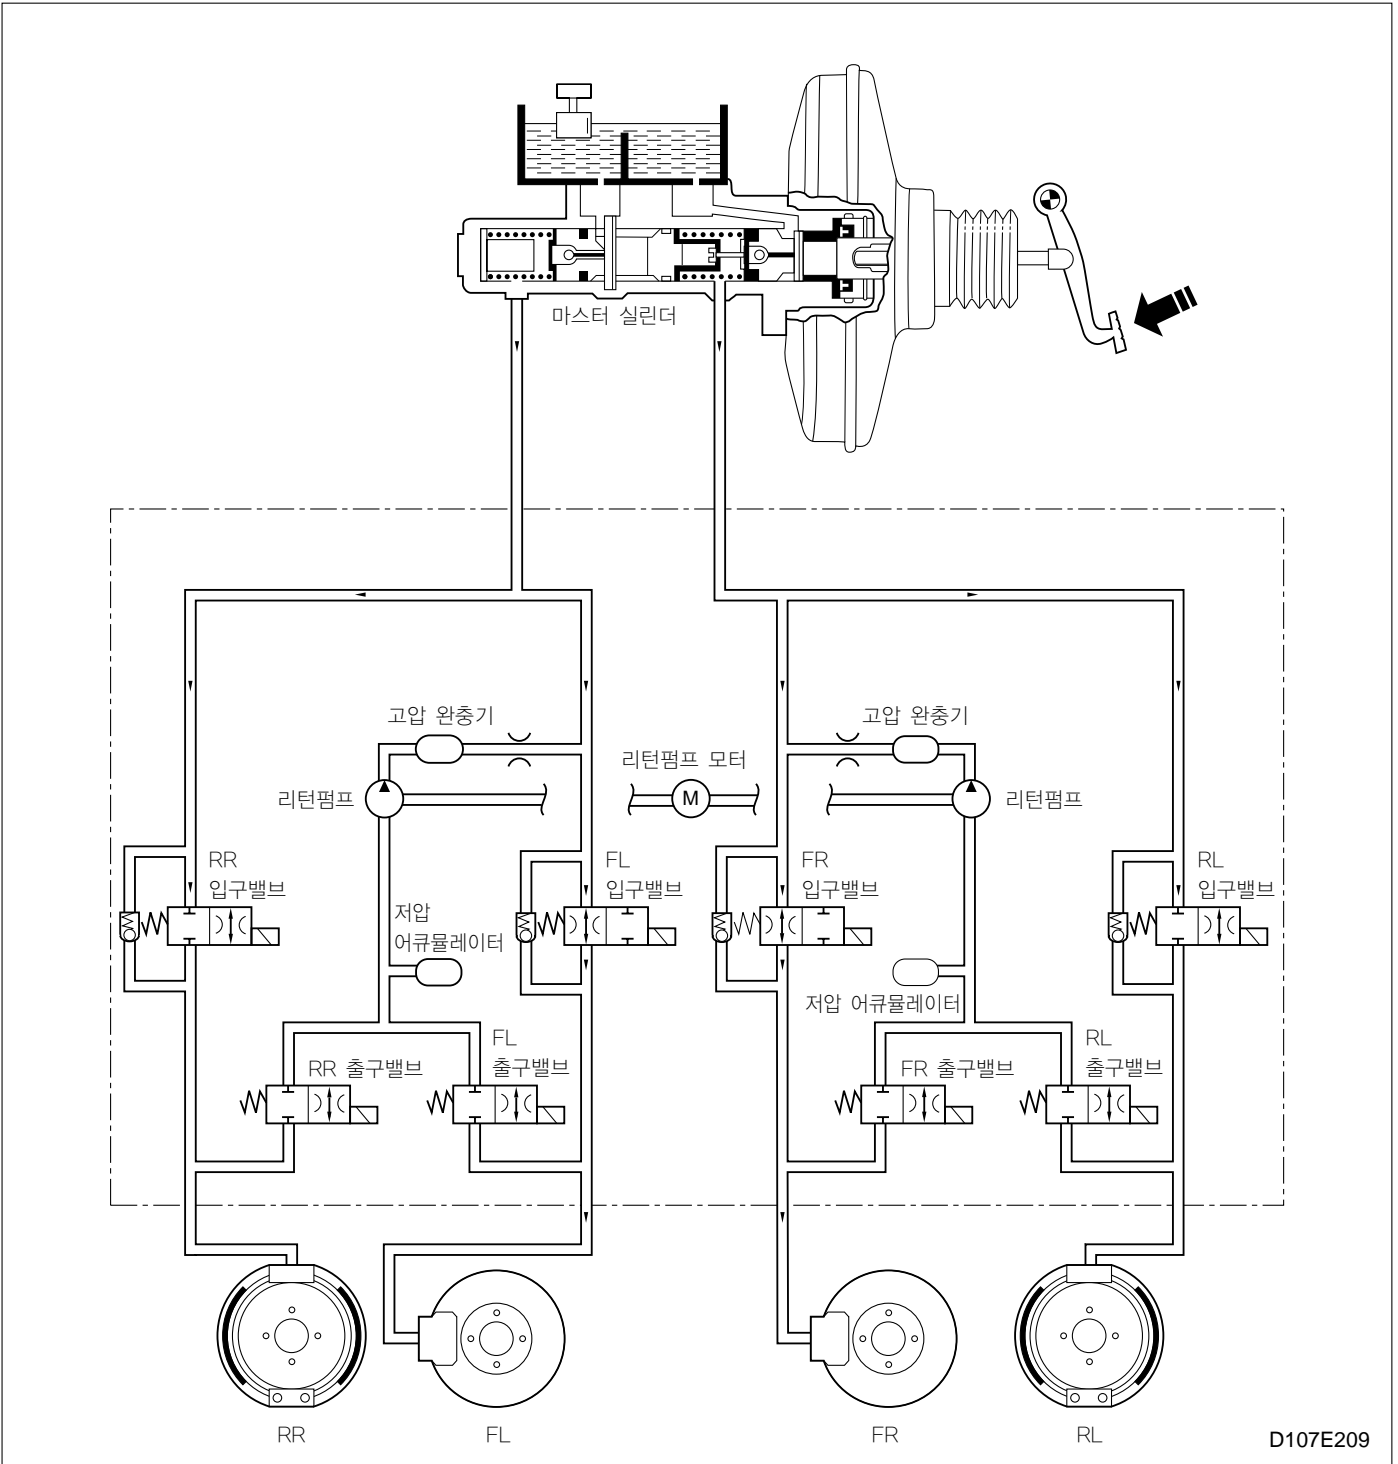 마스터 실린더
고압 완충기
고압 완충기
리턴펌프 모터
리턴펌프
M
리턴펌프
RR
입구밸브
FL
입구밸브
FR
입구밸브
RL
입구밸브
저압
어큐뮬레이터
저압 어큐뮬레이터
RR 출구밸브
FL
출구밸브
FR 출구밸브
RL
출구밸브
RR
FL
FR
RL
D107E209